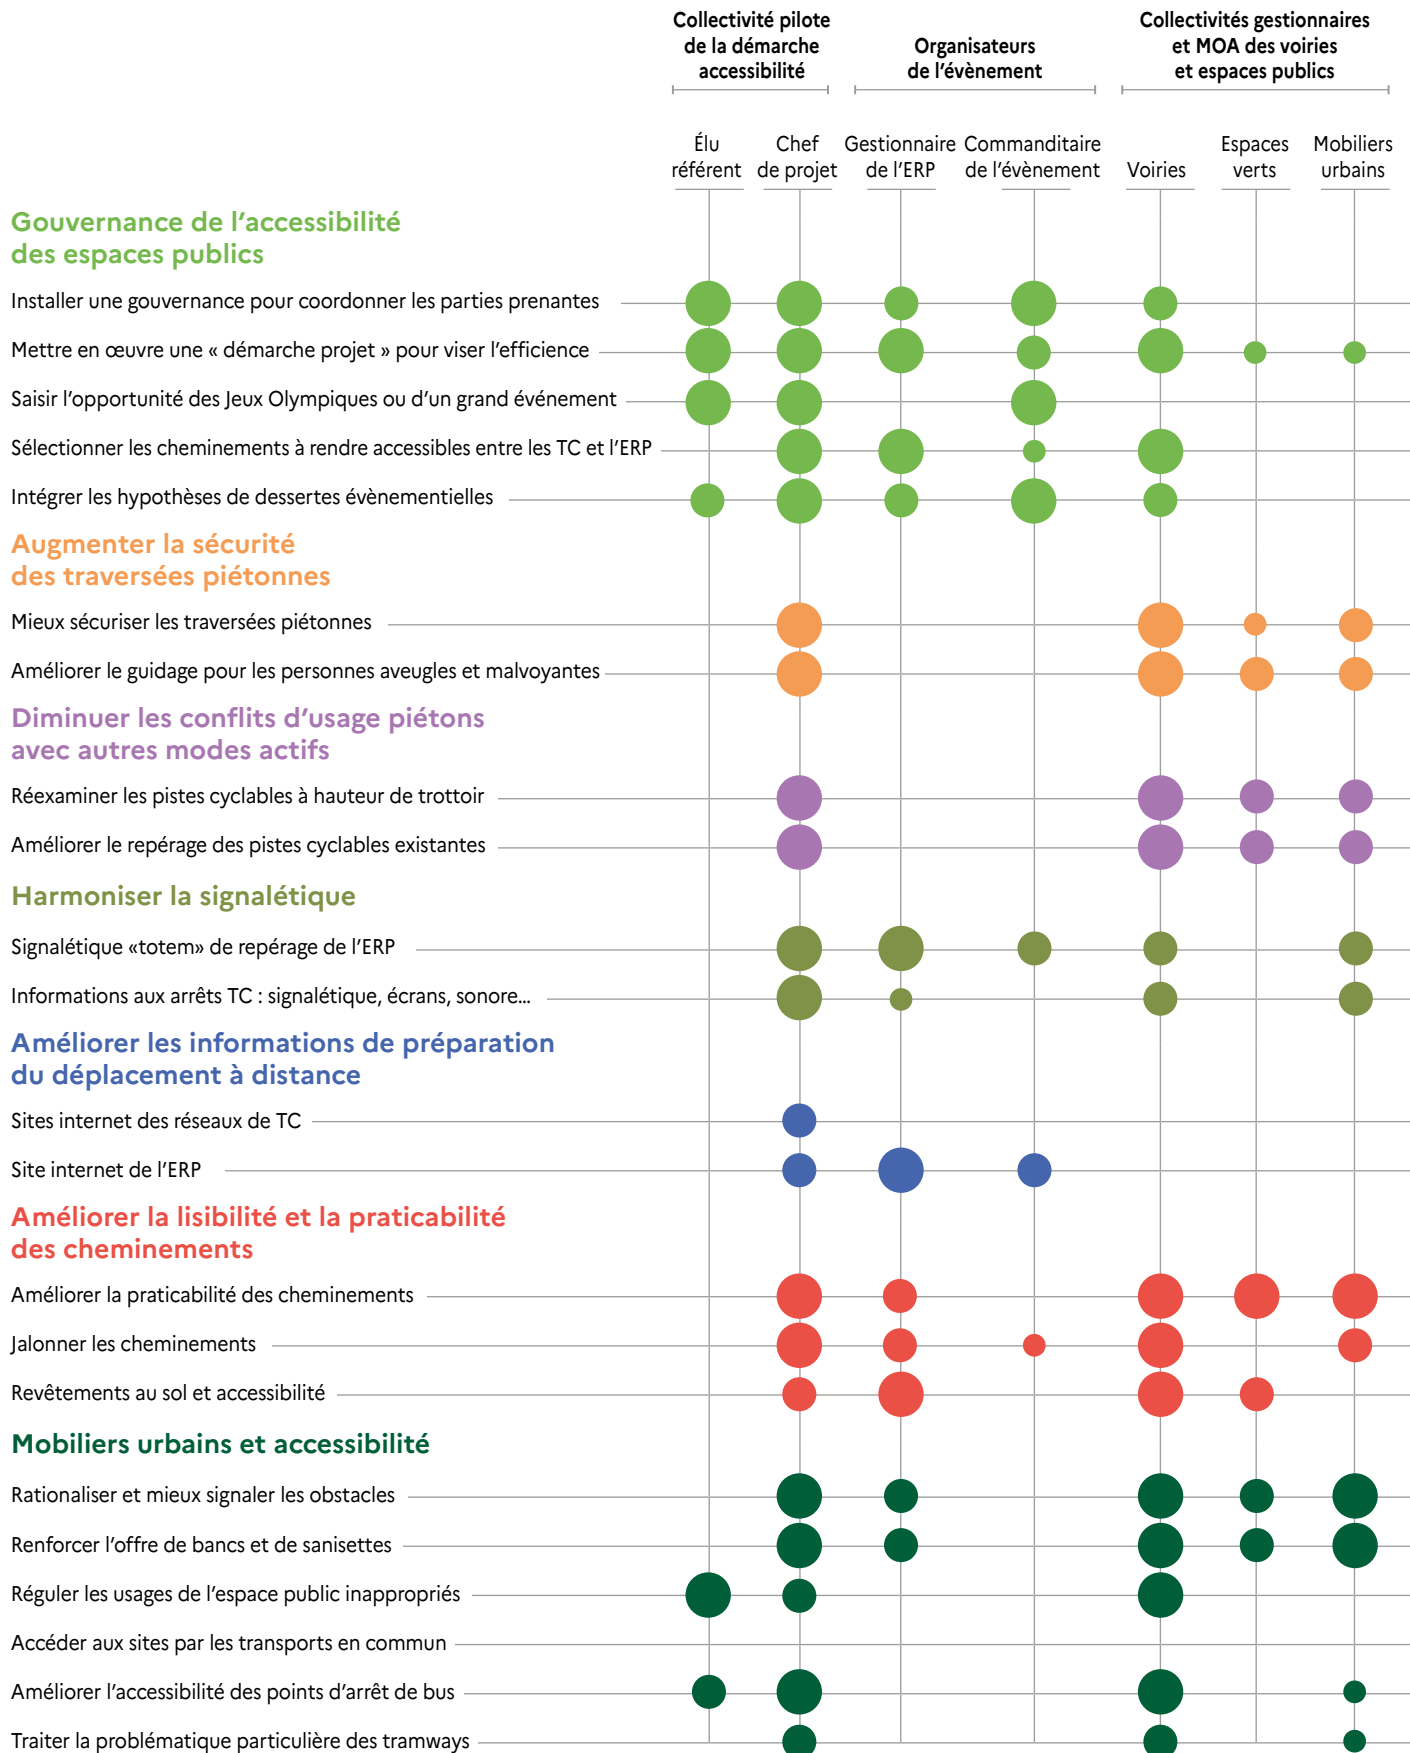 Collectivité pilote
de la démarche
accessibilité
Organisateurs
de l'évènement
Collectivités gestionnaires
et MOA des voiries
et espaces publics
Élu
référent
Chef
de projet
Gestionnaire
de l'ERP
Commanditaire
de l'évènement
Voiries
Espaces
verts
Mobiliers
urbains
Gouvernance de l'accessibilité
des espaces publics
Installer une gouvernance pour coordonner les parties prenantes
Mettre en œuvre une « démarche projet » pour viser l'efficience
Saisir l'opportunité des Jeux Olympiques ou d'un grand événement
Sélectionner les cheminements à rendre accessibles entre les TC et l'ERP
Intégrer les hypothèses de dessertes évènementielles
Augmenter la sécurité
des traversées piétonnes
Mieux sécuriser les traversées piétonnes
Améliorer le guidage pour les personnes aveugles et malvoyantes
Diminuer les conflits d'usage piétons
avec autres modes actifs
Réexaminer les pistes cyclables à hauteur de trottoir
Améliorer le repérage des pistes cyclables existantes
Harmoniser la signalétique
Signalétique «totem» de repérage de l'ERP
Informations aux arrêts TC : signalétique, écrans, sonore...
Améliorer les informations de préparation
du déplacement à distance
Sites internet des réseaux de TC
Site internet de l'ERP
Améliorer la lisibilité et la praticabilité
des cheminements
Améliorer la praticabilité des cheminements
Jalonner les cheminements
Revêtements au sol et accessibilité
Mobiliers urbains et accessibilité
Rationaliser et mieux signaler les obstacles
Renforcer l'offre de bancs et de sanisettes
Réguler les usages de l'espace public inappropriés
Accéder aux sites par les transports en commun
Améliorer l'accessibilité des points d'arrêt de bus
Traiter la problématique particulière des tramways